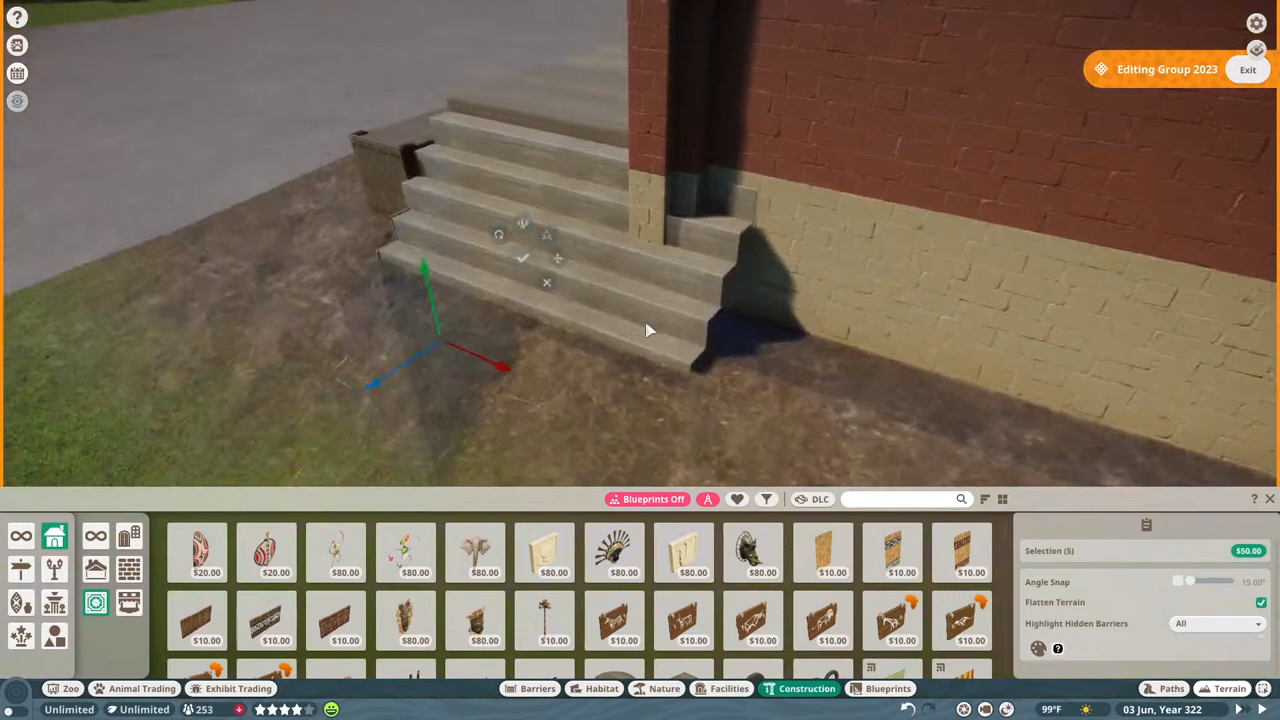 ?
Editing Group 2023
Exit
Blueprints Off
DLC
? ×
$20.00
$20.00
$80.00
$80.00
$80.00
$80.00
$80.00
$80.00
$80.00
$10.00
$10.00
$10.00
$10.00
$10.00
$10.00
$80.00
$80.00
$10.00
$10.00
$10.00
$10.00
$10.00
$10.00
$10.00
Selection (5)
$50.00
Angle Snap
15.00°
Flatten Terrain
Highlight Hidden Barriers
All
?
Zoo
Animal Trading
Exhibit Trading
Barriers
Habitat
Nature
Facilities
Construction
Blueprints
Paths
Terrain
Unlimited
Unlimited
253
99°F
03 Jun, Year 322